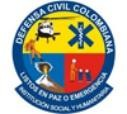 DEFENSA CIVIL COLOMBIANA
LISTOS EN PAZ O EMERGENCIA
INSTITUCIÓN SOCIAL Y HUMANITARIA